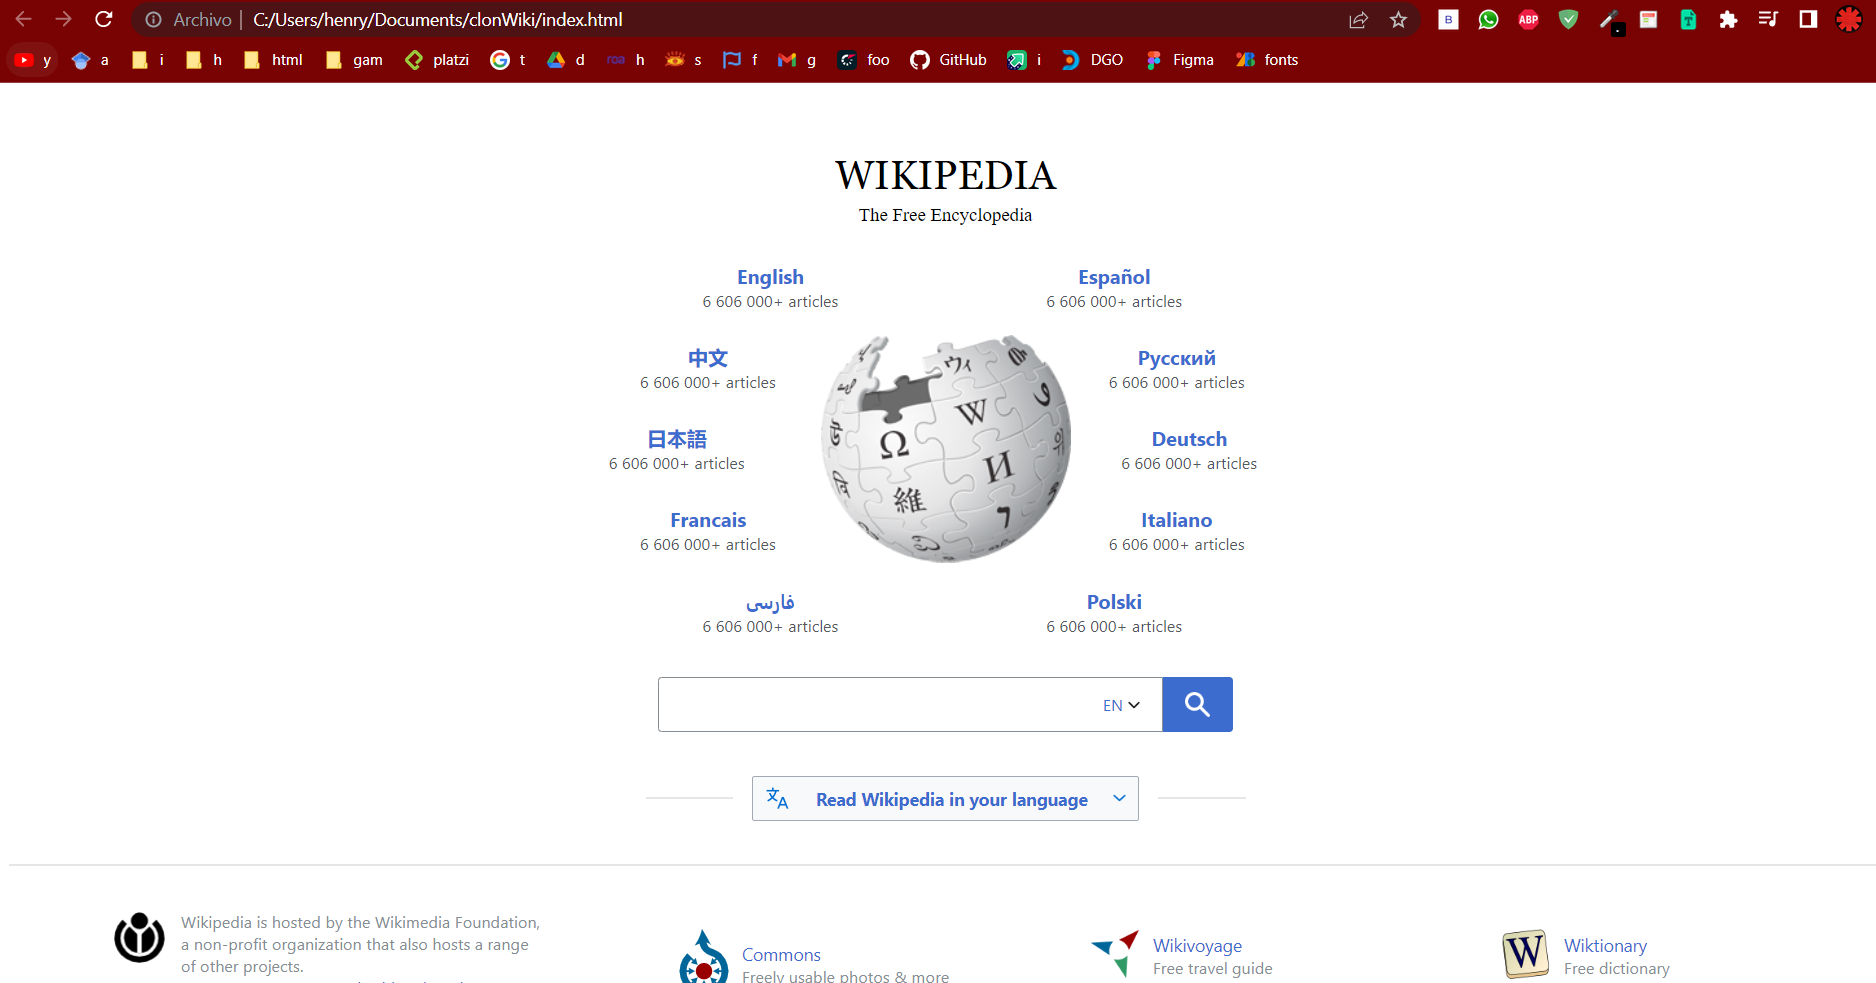 Archivo | C:/Users/henry/Documents/clonWiki/index.html
y a i h html gam platzi t d h s f g foo GitHub i DGO Figma fonts
WIKIPEDIA
The Free Encyclopedia
English Español
6 606 000+ articles 6 606 000+ articles
中文 Русский
6 606 000+ articles 6 606 000+ articles
日本語 Deutsch
6 606 000+ articles 6 606 000+ articles
Francais Italiano
6 606 000+ articles 6 606 000+ articles
فارسی Polski
6 606 000+ articles 6 606 000+ articles
EN
Read Wikipedia in your language
Wikipedia is hosted by the Wikimedia Foundation,
a non-profit organization that also hosts a range
of other projects.
Commons
Freely usable photos & more
Wikivoyage
Free travel guide
Wiktionary
Free dictionary